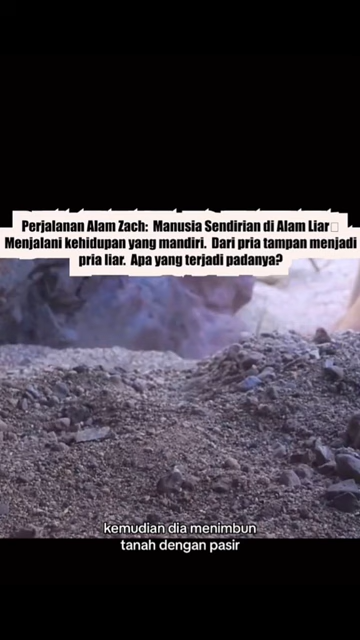 Perjalanan Alam Zach: Manusia Sendirian di Alam Liar
Menjalani kehidupan yang mandiri. Dari pria tampan menjadi
pria liar. Apa yang terjadi padanya?
kemudian dia menimbun
tanah dengan pasir